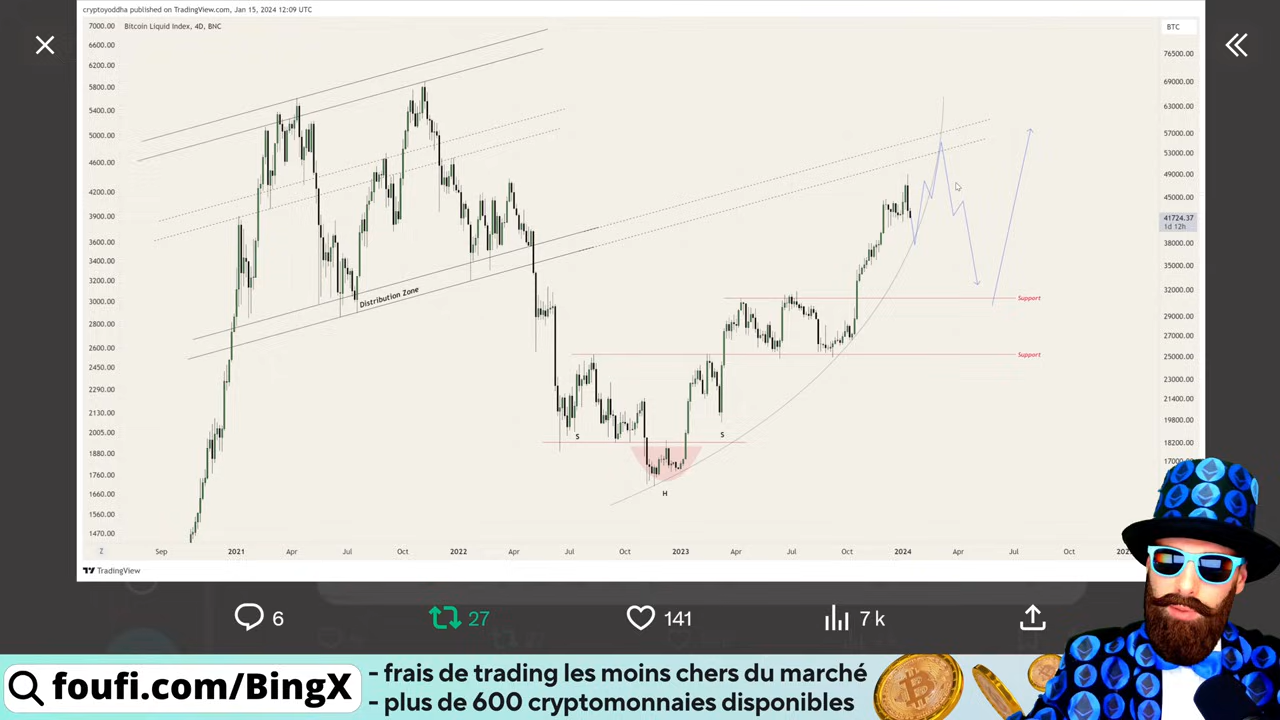 cryptoyoddha published on TradingView.com, Jan 15, 2024 12:09 UTC
Bitcoin Liquid Index, 4D, BNC
BTC
7000.00
6600.00
6200.00
5800.00
5400.00
5000.00
4600.00
4200.00
3900.00
3600.00
3400.00
3200.00
3000.00
2800.00
2600.00
2450.00
2290.00
2130.00
2005.00
1880.00
1760.00
1660.00
1560.00
1470.00
76500.00
69000.00
63000.00
57000.00
53000.00
49000.00
45000.00
41724.37
1d 12h
38000.00
35000.00
32000.00
29000.00
27000.00
25000.00
23000.00
21400.00
19800.00
18200.00
Distribution Zone
Support
Support
S
S
H
Z
Sep
2021
Apr
Jul
Oct
2022
Apr
Jul
Oct
2023
Apr
Jul
Oct
2024
Apr
Jul
Oct
TradingView
6
27
141
7 k
foufi.com/BingX
- frais de trading les moins chers du marché
- plus de 600 cryptomonnaies disponibles